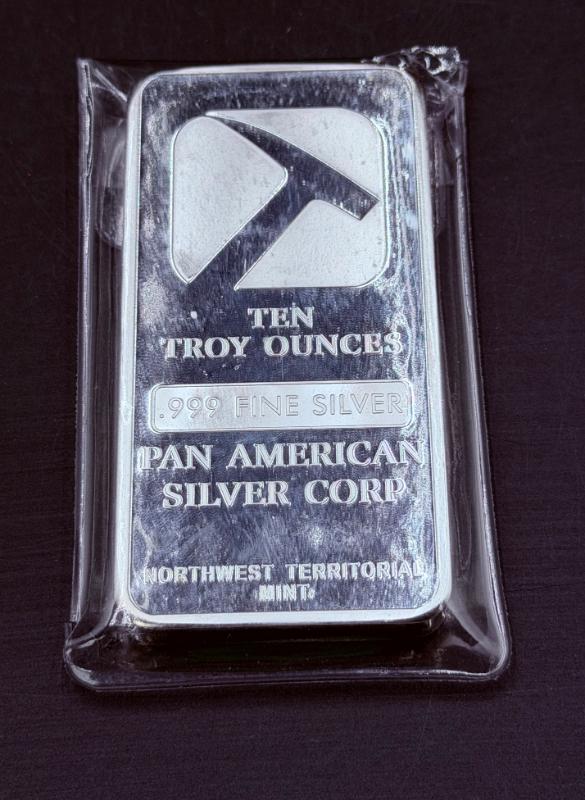 TEN
TROY OUNCES
.999 FINE SILVER
PAN AMERICAN
SILVER CORP
NORTHWEST TERRITORIAL
MINT.